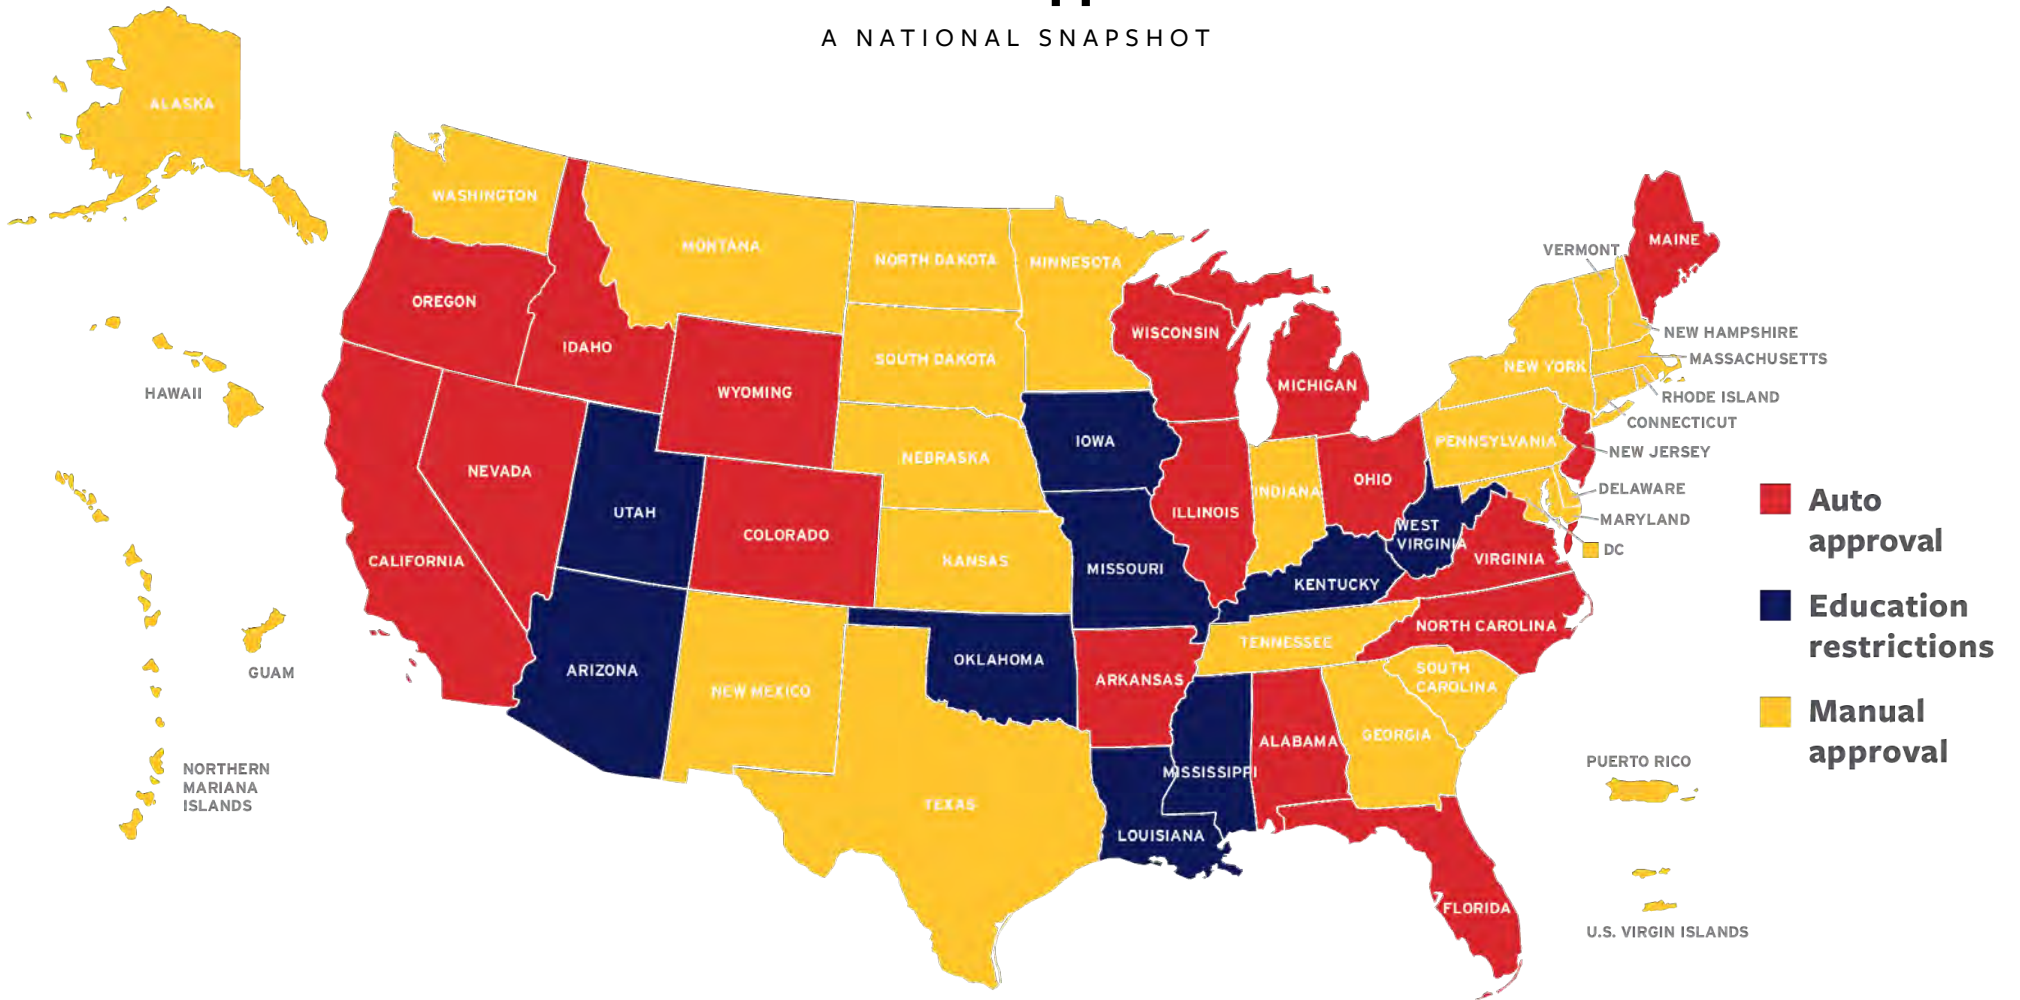 A NATIONAL SNAPSHOT
ALASKA
WASHINGTON
MONTANA
NORTH DAKOTA
MINNESOTA
OREGON
IDAHO
WYOMING
SOUTH DAKOTA
WISCONSIN
MICHIGAN
VERMONT
MAINE
NEW HAMPSHIRE
MASSACHUSETTS
NEW YORK
RHODE ISLAND
CONNECTICUT
HAWAII
NEVADA
UTAH
COLORADO
NEBRASKA
IOWA
ILLINOIS
INDIANA
OHIO
PENNSYLVANIA
NEW JERSEY
DELAWARE
MARYLAND
DC
CALIFORNIA
KANSAS
MISSOURI
KENTUCKY
WEST
VIRGINIA
VIRGINIA
ARIZONA
NEW MEXICO
OKLAHOMA
ARKANSAS
TENNESSEE
NORTH CAROLINA
SOUTH
CAROLINA
TEXAS
LOUISIANA
MISSISSIPPI
ALABAMA
GEORGIA
FLORIDA
GUAM
NORTHERN
MARIANA
ISLANDS
PUERTO RICO
U.S. VIRGIN ISLANDS
Auto
approval
Education
restrictions
Manual
approval